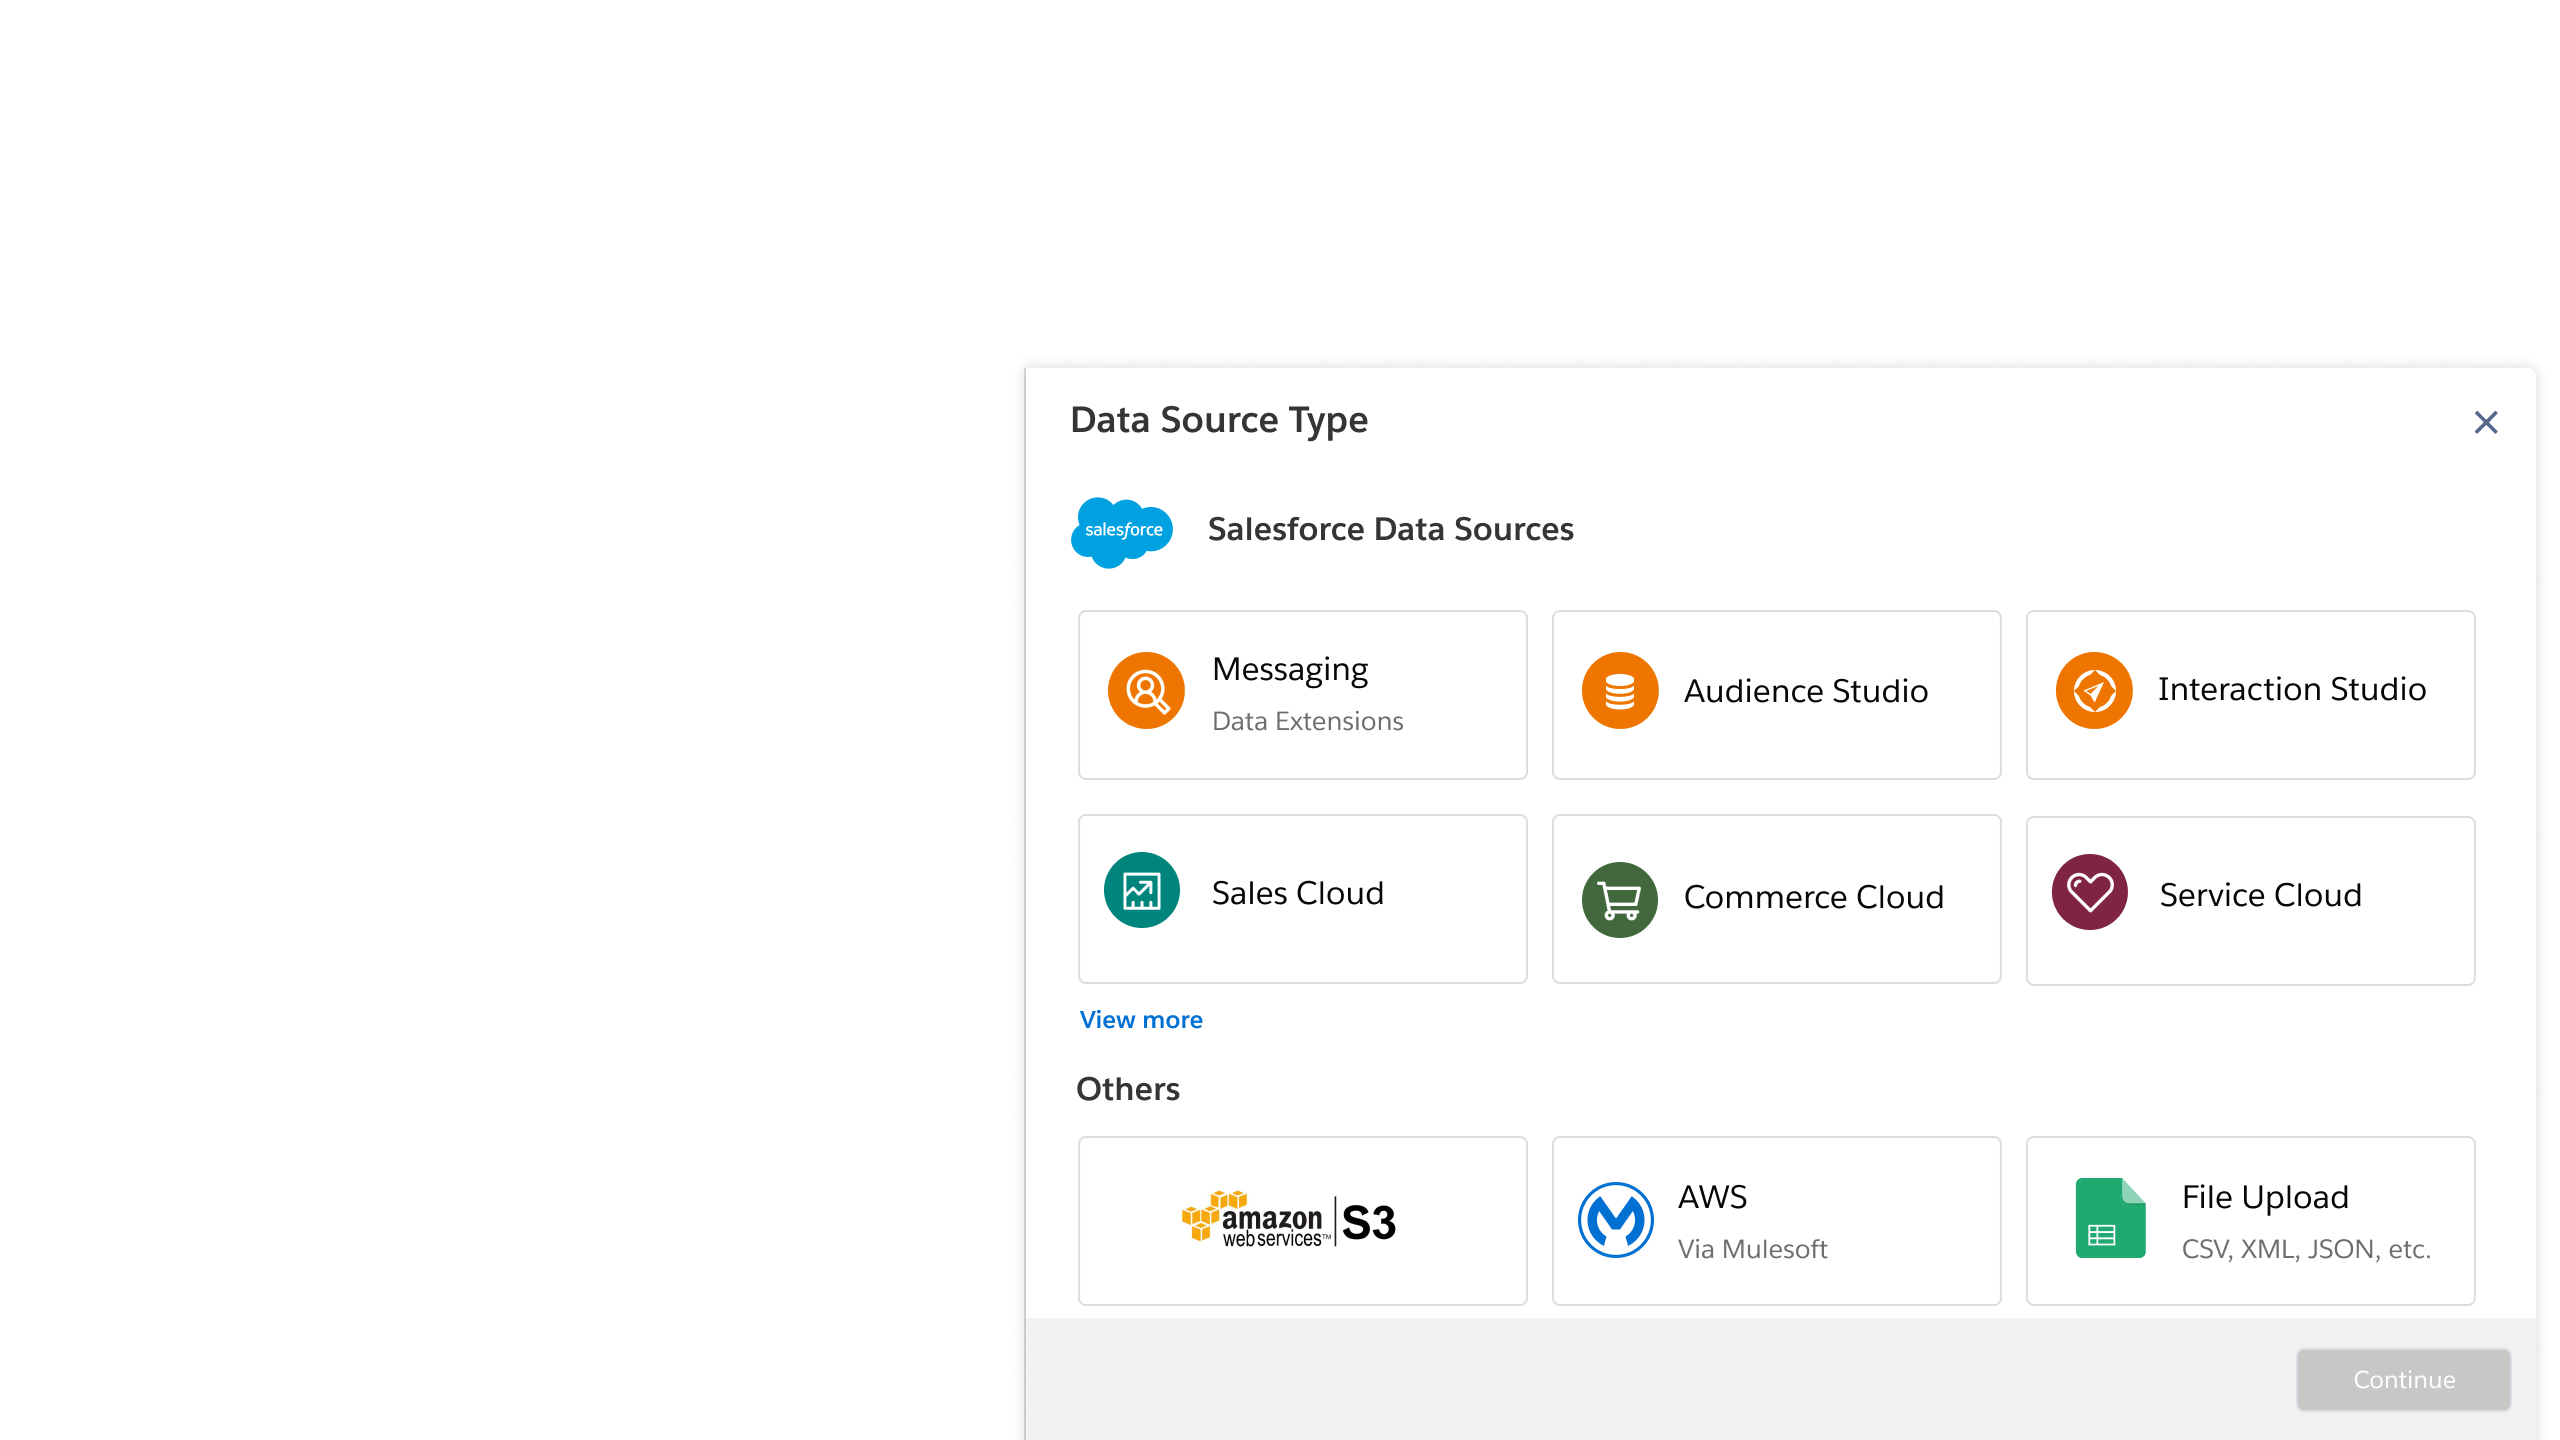 Data Source Type
salesforce
Salesforce Data Sources
Messaging
Data Extensions
Audience Studio
Interaction Studio
Sales Cloud
Commerce Cloud
Service Cloud
View more
Others
amazon
web services™
S3
AWS
Via Mulesoft
File Upload
CSV, XML, JSON, etc.
Continue